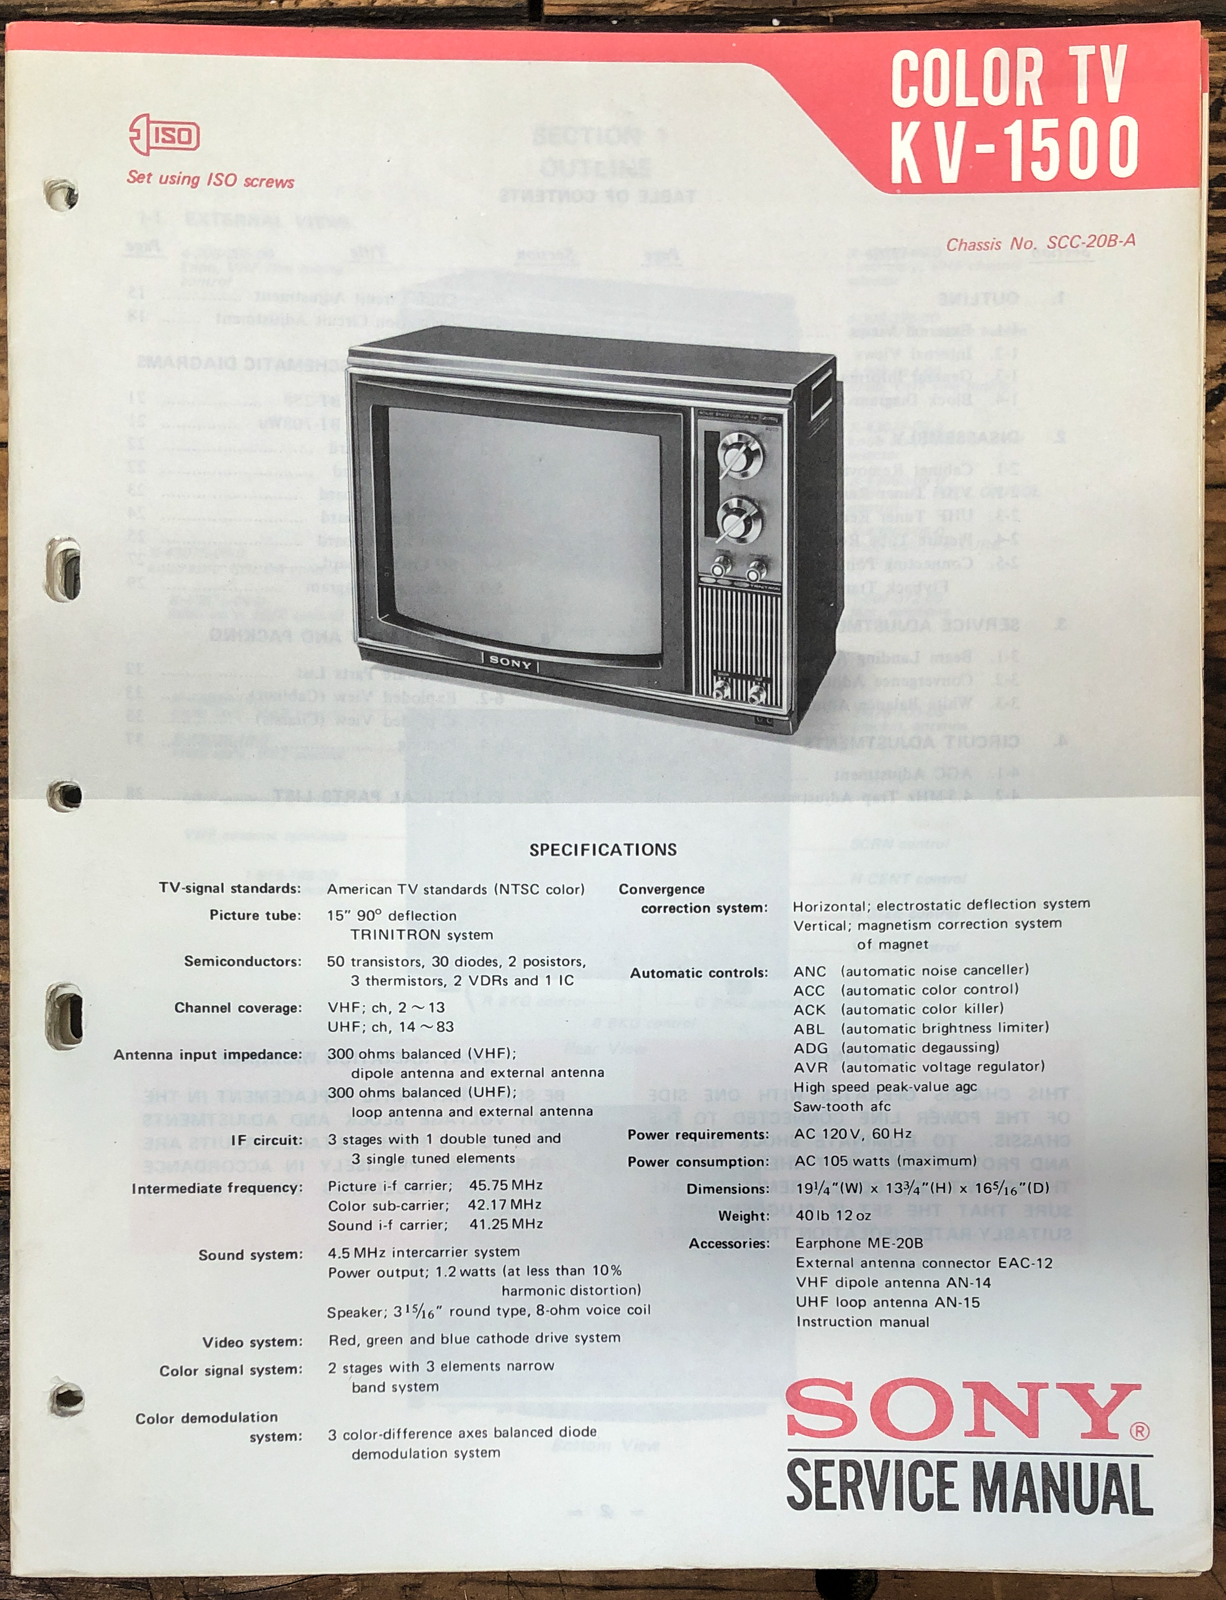 COLOR TV
KV-1500
ISO
Set using ISO screws
Chassis No. SCC-20B-A
SONY
SPECIFICATIONS
TV-signal standards: American TV standards (NTSC color)
Picture tube: 15" 90° deflection
TRINITRON system
Semiconductors: 50 transistors, 30 diodes, 2 posistors,
3 thermistors, 2 VDRs and 1 IC
Channel coverage: VHF; ch, 2 ~ 13
UHF; ch, 14 ~ 83
Antenna input impedance: 300 ohms balanced (VHF);
dipole antenna and external antenna
300 ohms balanced (UHF);
loop antenna and external antenna
IF circuit: 3 stages with 1 double tuned and
3 single tuned elements
Intermediate frequency: Picture i-f carrier; 45.75 MHz
Color sub-carrier; 42.17 MHz
Sound i-f carrier; 41.25 MHz
Sound system: 4.5 MHz intercarrier system
Power output; 1.2 watts (at less than 10%
harmonic distortion)
Speaker; 3 15/16" round type, 8-ohm voice coil
Video system: Red, green and blue cathode drive system
Color signal system: 2 stages with 3 elements narrow
band system
Color demodulation
system: 3 color-difference axes balanced diode
demodulation system
Convergence
correction system: Horizontal; electrostatic deflection system
Vertical; magnetism correction system
of magnet
Automatic controls: ANC (automatic noise canceller)
ACC (automatic color control)
ACK (automatic color killer)
ABL (automatic brightness limiter)
ADG (automatic degaussing)
AVR (automatic voltage regulator)
High speed peak-value agc
Saw-tooth afc
Power requirements: AC 120V, 60 Hz
Power consumption: AC 105 watts (maximum)
Dimensions: 19 1/4"(W) x 13 3/4"(H) x 16 5/16"(D)
Weight: 40 lb 12 oz
Accessories: Earphone ME-20B
External antenna connector EAC-12
VHF dipole antenna AN-14
UHF loop antenna AN-15
Instruction manual
SONY®
SERVICE MANUAL